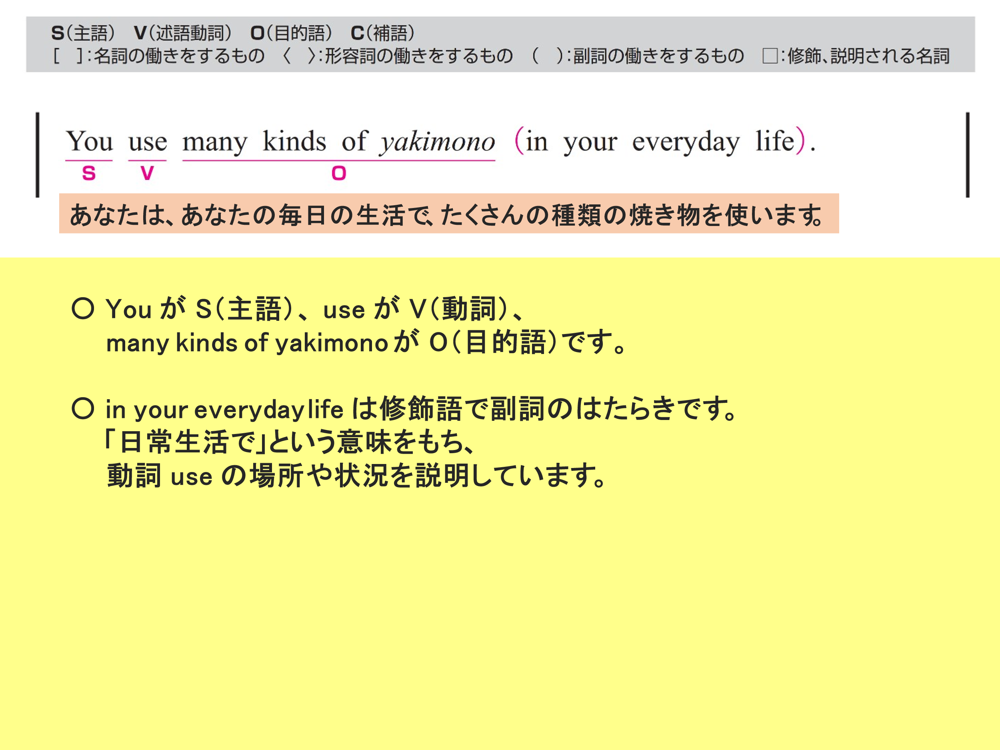 S（主語）　V（述語動詞）　O（目的語）　C（補語）
［　］：名詞の働きをするもの　〈　〉：形容詞の働きをするもの　（　）：副詞の働きをするもの　□：修飾、説明される名詞
You use many kinds of yakimono (in your everyday life).
S V O
あなたは、あなたの毎日の生活で、たくさんの種類の焼き物を使います。
○ You が S（主語）、 use が V（動詞）、
many kinds of yakimono が O（目的語）です。
○ in your everyday life は修飾語で副詞のはたらきです。
「日常生活で」という意味をもち、
動詞 use の場所や状況を説明しています。